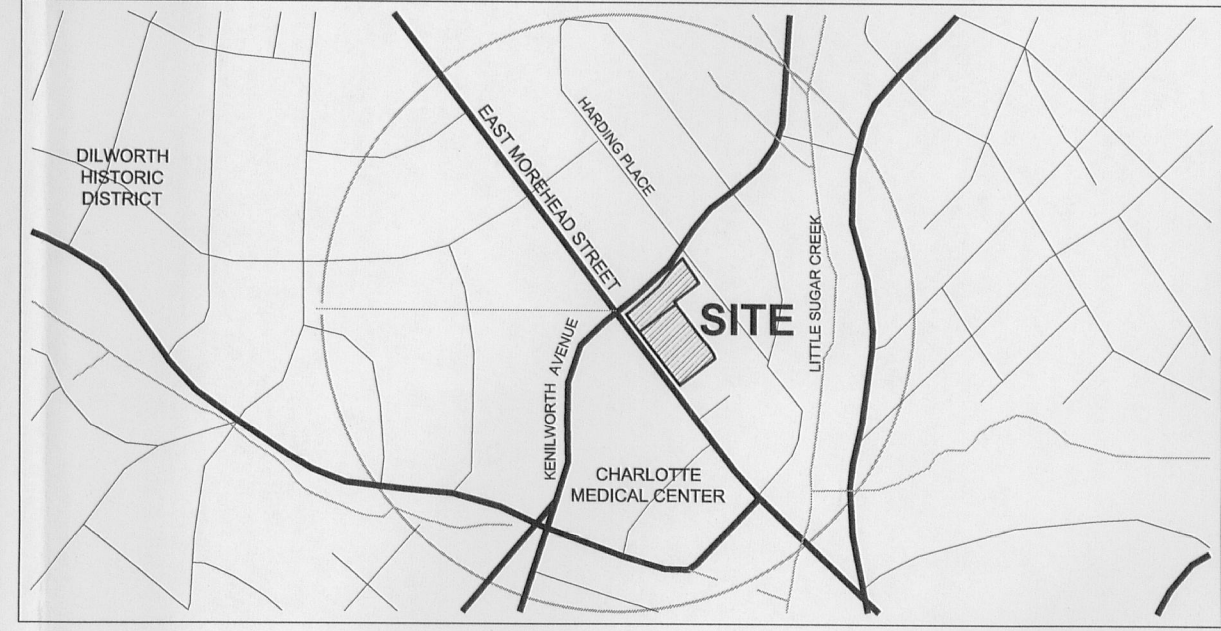 DILWORTH
HISTORIC
DISTRICT
EAST MOREHEAD STREET
HARDING PLACE
LITTLE SUGAR CREEK
SITE
KENILWORTH AVENUE
CHARLOTTE
MEDICAL CENTER